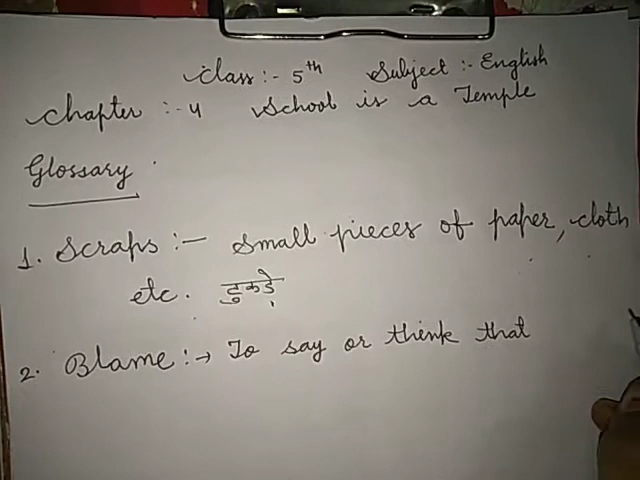 Class :- 5th Subject :- English
Chapter :- 4 School is a Temple
Glossary
1. Scraps :- Small pieces of paper, cloth
etc. टुकड़े,
2. Blame :→ To say or think that